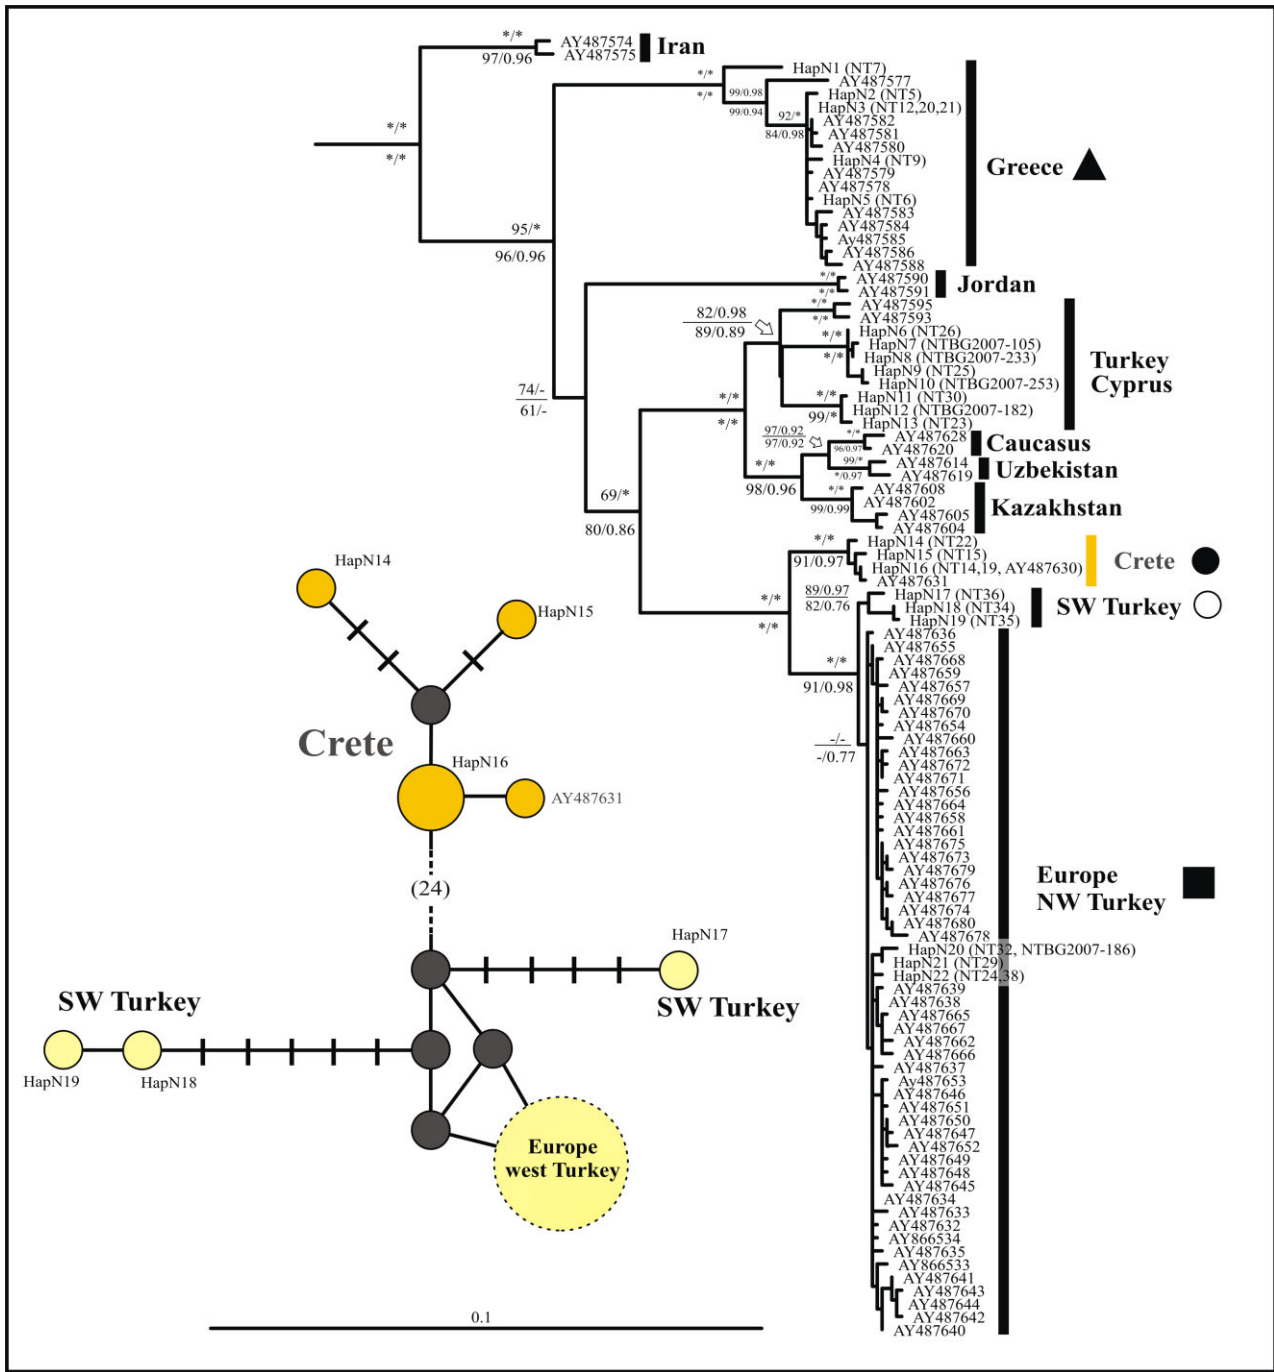 */*
97/0.96
AY487574
AY487575
Iran
*/*
*/*
95/*
96/0.96
*/*
*/*
99/0.98
99/0.94
92/*
84/0.98
HapN1 (NT7)
AY487577
HapN2 (NT5)
HapN3 (NT12,20,21)
AY487582
AY487581
AY487580
HapN4 (NT9)
AY487579
AY487578
HapN5 (NT6)
AY487583
AY487584
Ay487585
AY487586
AY487588
Greece
74/-
61/-
*/*
*/*
AY487590
AY487591
Jordan
82/0.98
89/0.89
*/*
*/*
AY487595
AY487593
*/*
*/*
HapN6 (NT26)
HapN7 (NTBG2007-105)
HapN8 (NTBG2007-233)
HapN9 (NT25)
HapN10 (NTBG2007-253)
*/*
99/*
HapN11 (NT30)
HapN12 (NTBG2007-182)
HapN13 (NT23)
Turkey
Cyprus
*/*
*/*
97/0.92
97/0.92
*/*
96/0.97
AY487628
AY487620
Caucasus
99/*
*/0.97
AY487614
AY487619
Uzbekistan
*/*
98/0.96
*/*
99/0.99
AY487608
AY487602
AY487605
AY487604
Kazakhstan
69/*
80/0.86
*/*
91/0.97
HapN14 (NT22)
HapN15 (NT15)
HapN16 (NT14,19, AY487630)
AY487631
Crete
*/*
*/*
89/0.97
82/0.76
HapN17 (NT36)
HapN18 (NT34)
HapN19 (NT35)
SW Turkey
*/*
91/0.98
-/-
-/0.77
AY487636
AY487655
AY487668
AY487659
AY487657
AY487669
AY487670
AY487654
AY487660
AY487663
AY487672
AY487671
AY487656
AY487664
AY487658
AY487661
AY487675
AY487673
AY487679
AY487676
AY487677
AY487674
AY487680
AY487678
HapN20 (NT32, NTBG2007-186)
HapN21 (NT29)
HapN22 (NT24,38)
AY487639
AY487638
AY487665
AY487667
AY487662
AY487666
AY487637
Ay487653
AY487646
AY487651
AY487650
AY487647
AY487652
AY487649
AY487648
AY487645
AY487634
AY487633
AY487632
AY866534
AY487635
AY866533
AY487641
AY487643
AY487644
AY487642
AY487640
Europe
NW Turkey
HapN14
HapN15
Crete
HapN16
AY487631
(24)
HapN17
SW Turkey
SW Turkey
HapN19
HapN18
Europe
west Turkey
0.1